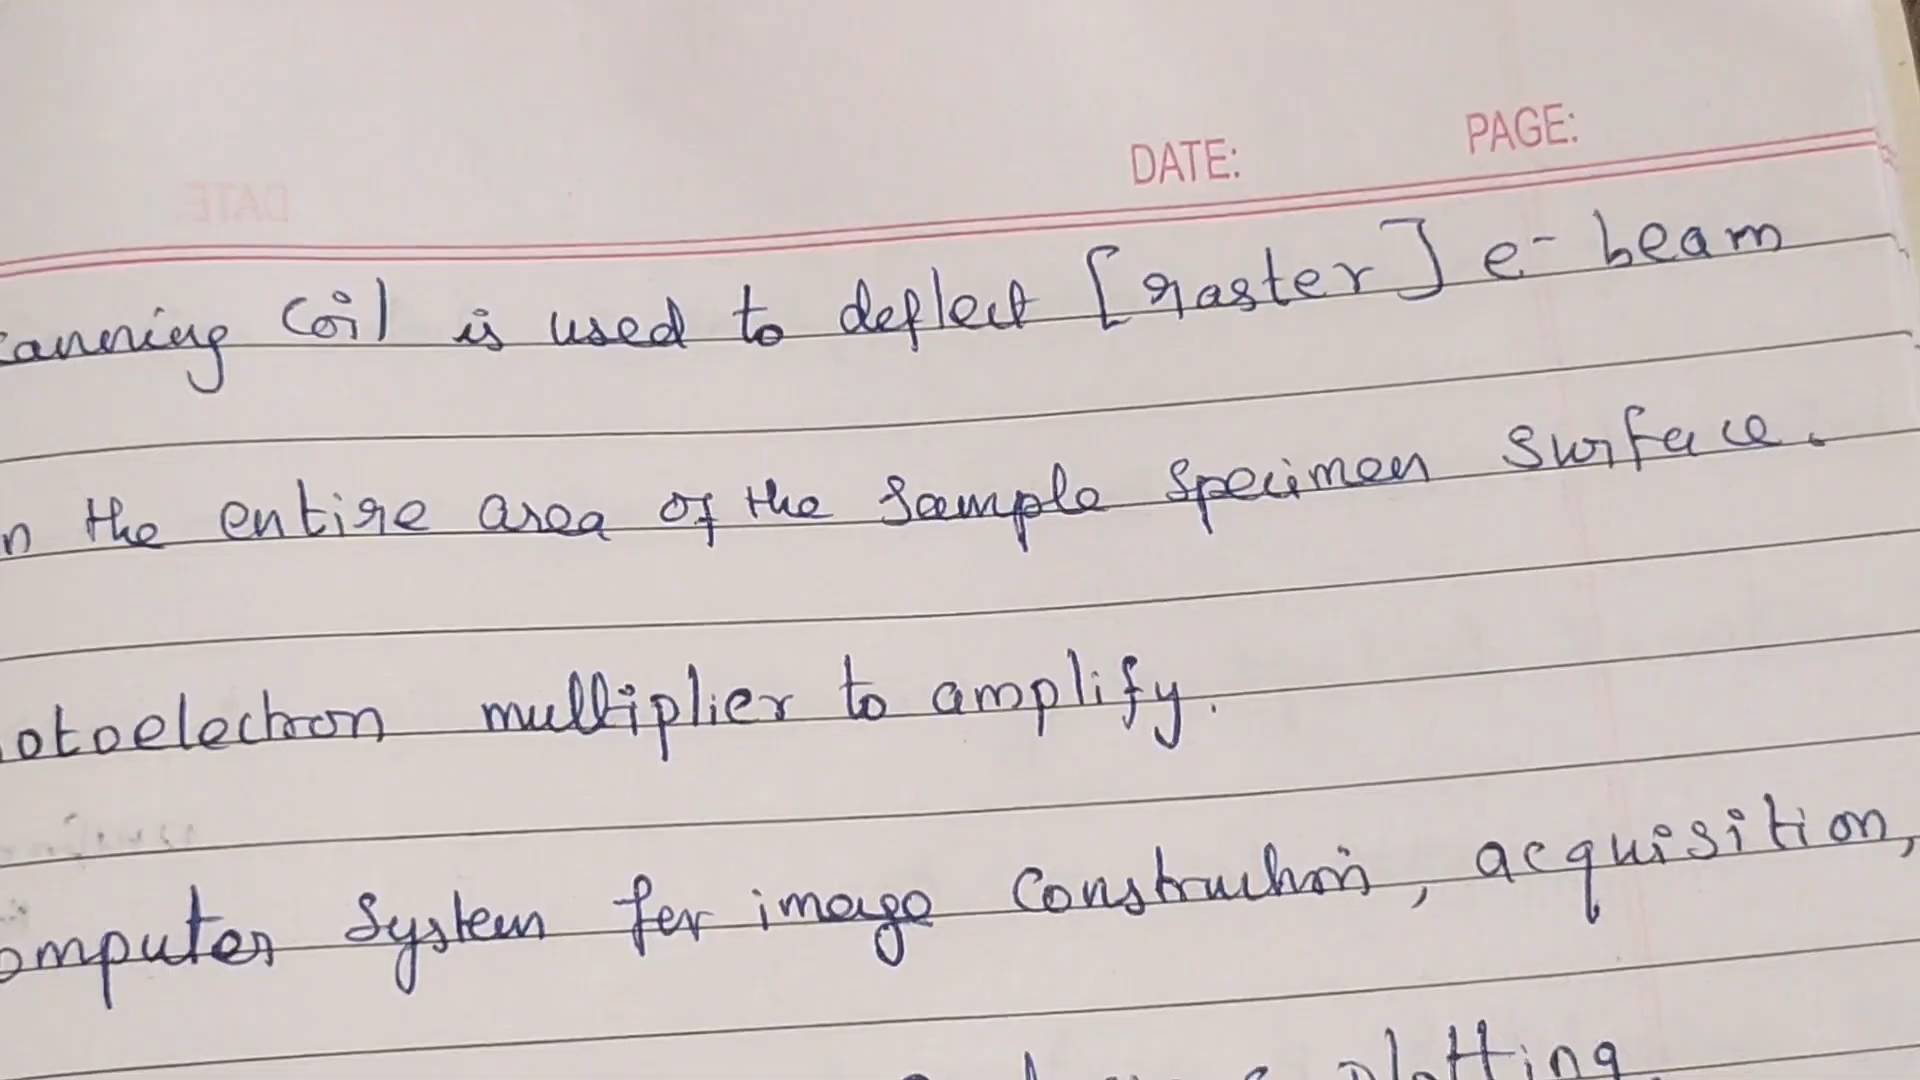 DATE: PAGE:
canning Coil is used to deflect [raster] e- beam
n the entire area of the sample specimen surface.
otoelectron multiplier to amplify.
omputer System for image Construction, acquisition,
plotting